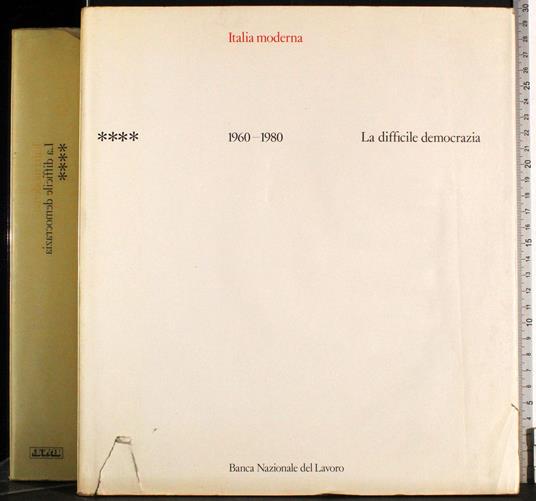 Italia moderna
**** 1960–1980 La difficile democrazia
Banca Nazionale del Lavoro
****
La difficile democrazia